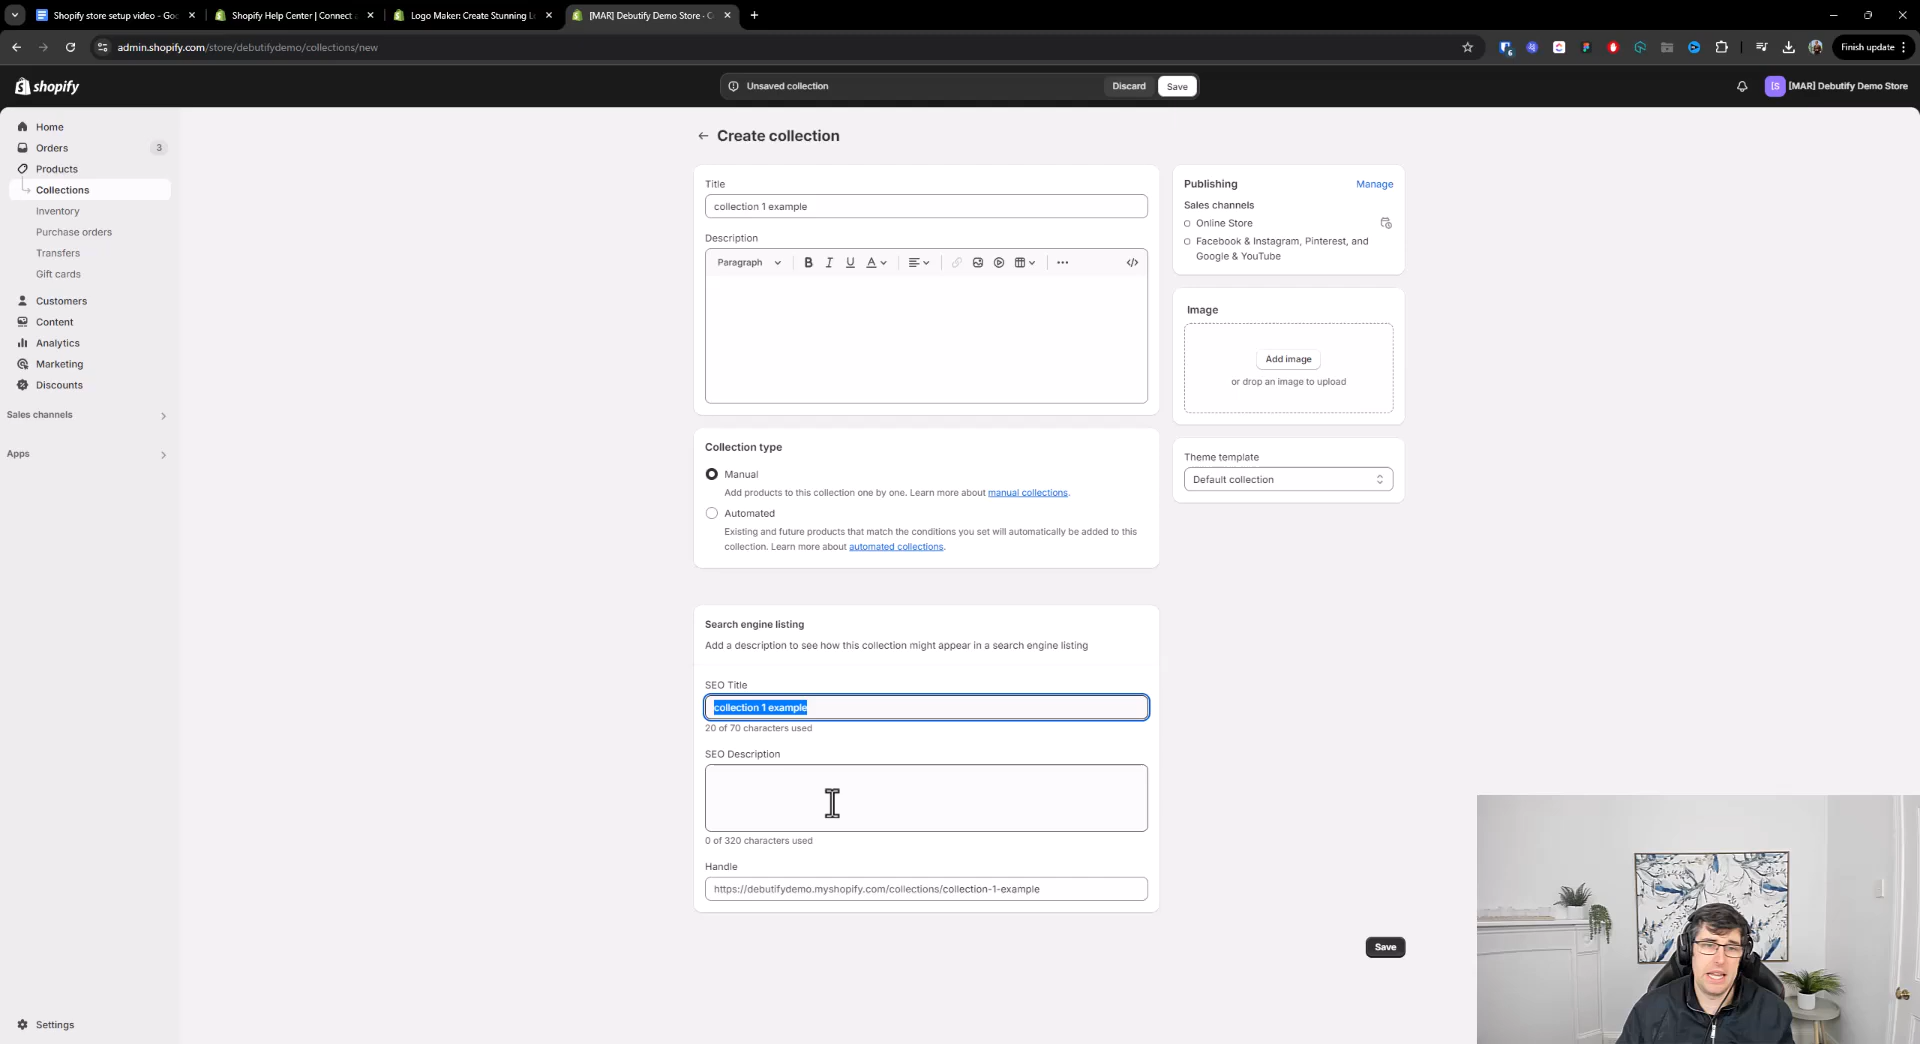 Shopify store setup video - Goo
Shopify Help Center | Connect a
Logo Maker: Create Stunning L
[MAR] Debutify Demo Store · C
admin.shopify.com/store/debutifydemo/collections/new
Finish update
shopify
Unsaved collection
Discard
Save
[S
[MAR] Debutify Demo Store
Home
Orders
3
Products
Collections
Inventory
Purchase orders
Transfers
Gift cards
Customers
Content
Analytics
Marketing
Discounts
Sales channels
Apps
Settings
Create collection
Title
collection 1 example
Description
Paragraph
B I U A
Collection type
Manual
Add products to this collection one by one. Learn more about manual collections.
Automated
Existing and future products that match the conditions you set will automatically be added to this
collection. Learn more about automated collections.
Search engine listing
Add a description to see how this collection might appear in a search engine listing
SEO Title
collection 1 example
20 of 70 characters used
SEO Description
0 of 320 characters used
Handle
https://debutifydemo.myshopify.com/collections/collection-1-example
Publishing
Manage
Sales channels
Online Store
Facebook & Instagram, Pinterest, and
Google & YouTube
Image
Add image
or drop an image to upload
Theme template
Default collection
Save